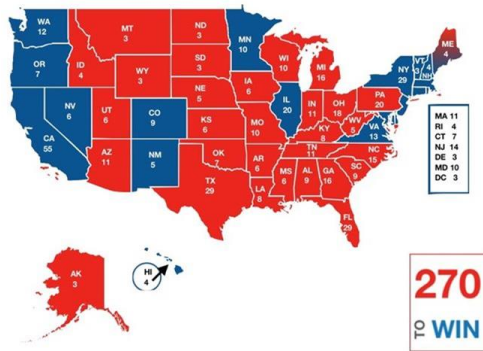 WA
12
OR
7
CA
55
NV
6
ID
4
MT
3
WY
3
UT
6
AZ
11
CO
9
NM
5
ND
3
SD
3
NE
5
KS
6
OK
7
TX
29
MN
10
IA
6
MO
10
AR
6
LA
8
WI
10
IL
20
MI
16
IN
11
OH
18
KY
8
TN
11
MS
6
AL
9
GA
16
FL
29
SC
9
NC
15
VA
13
WV
5
PA
20
NY
29
VT
3
4
NH
ME
4
MA 11
RI 4
CT 7
NJ 14
DE 3
MD 10
DC 3
AK
3
HI
4
270
TO WIN